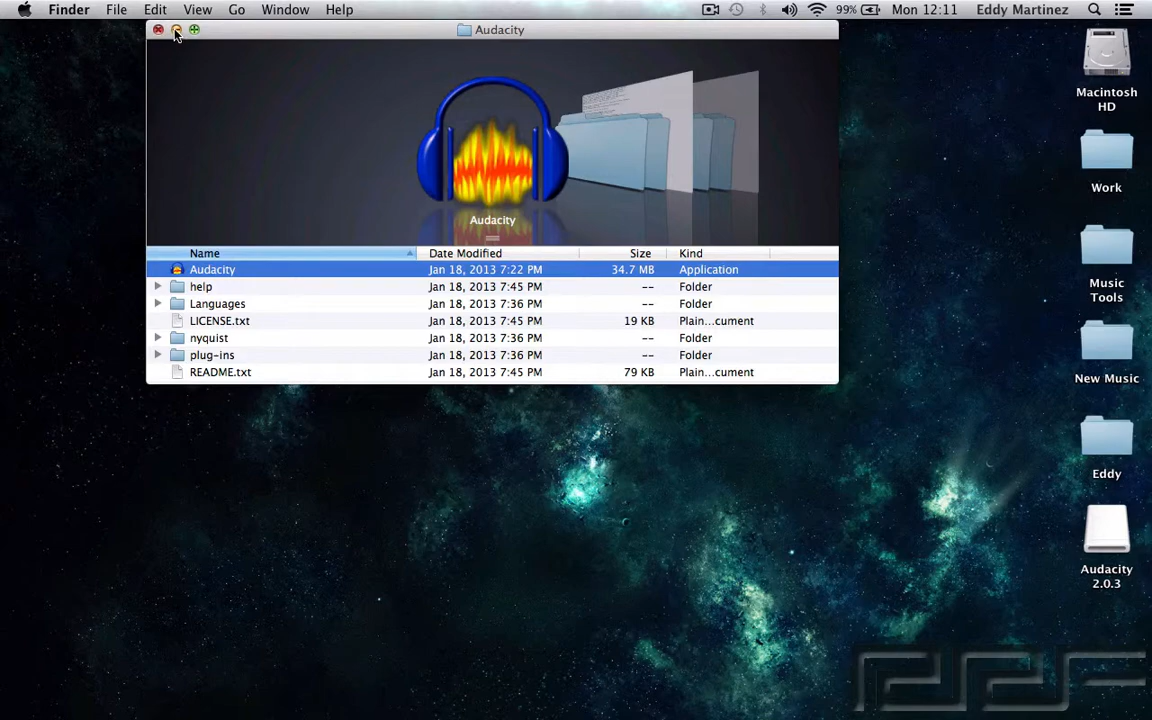 Finder File Edit View Go Window Help 99% Mon 12:11 Eddy Martinez
Audacity
Audacity
Name Date Modified Size Kind
Audacity Jan 18, 2013 7:22 PM 34.7 MB Application
help Jan 18, 2013 7:45 PM -- Folder
Languages Jan 18, 2013 7:36 PM -- Folder
LICENSE.txt Jan 18, 2013 7:45 PM 19 KB Plain...cument
nyquist Jan 18, 2013 7:36 PM -- Folder
plug-ins Jan 18, 2013 7:36 PM -- Folder
README.txt Jan 18, 2013 7:45 PM 79 KB Plain...cument
Macintosh
HD
Work
Music
Tools
New Music
Eddy
Audacity
2.0.3